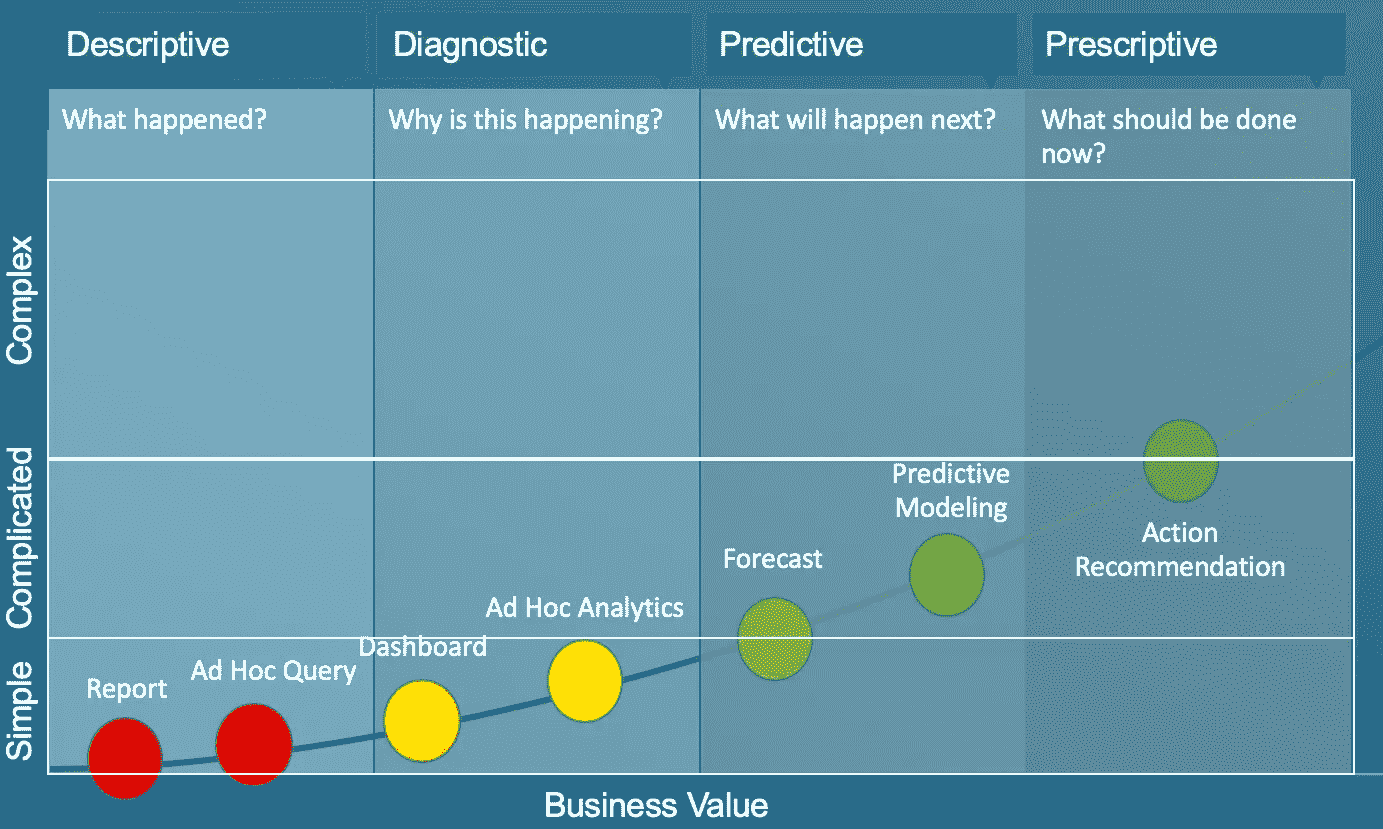 Descriptive
Diagnostic
Predictive
Prescriptive
What happened?
Why is this happening?
What will happen next?
What should be done
now?
Complex
Complicated
Simple
Predictive
Modeling
Action
Recommendation
Forecast
Ad Hoc Analytics
Dashboard
Ad Hoc Query
Report
Business Value